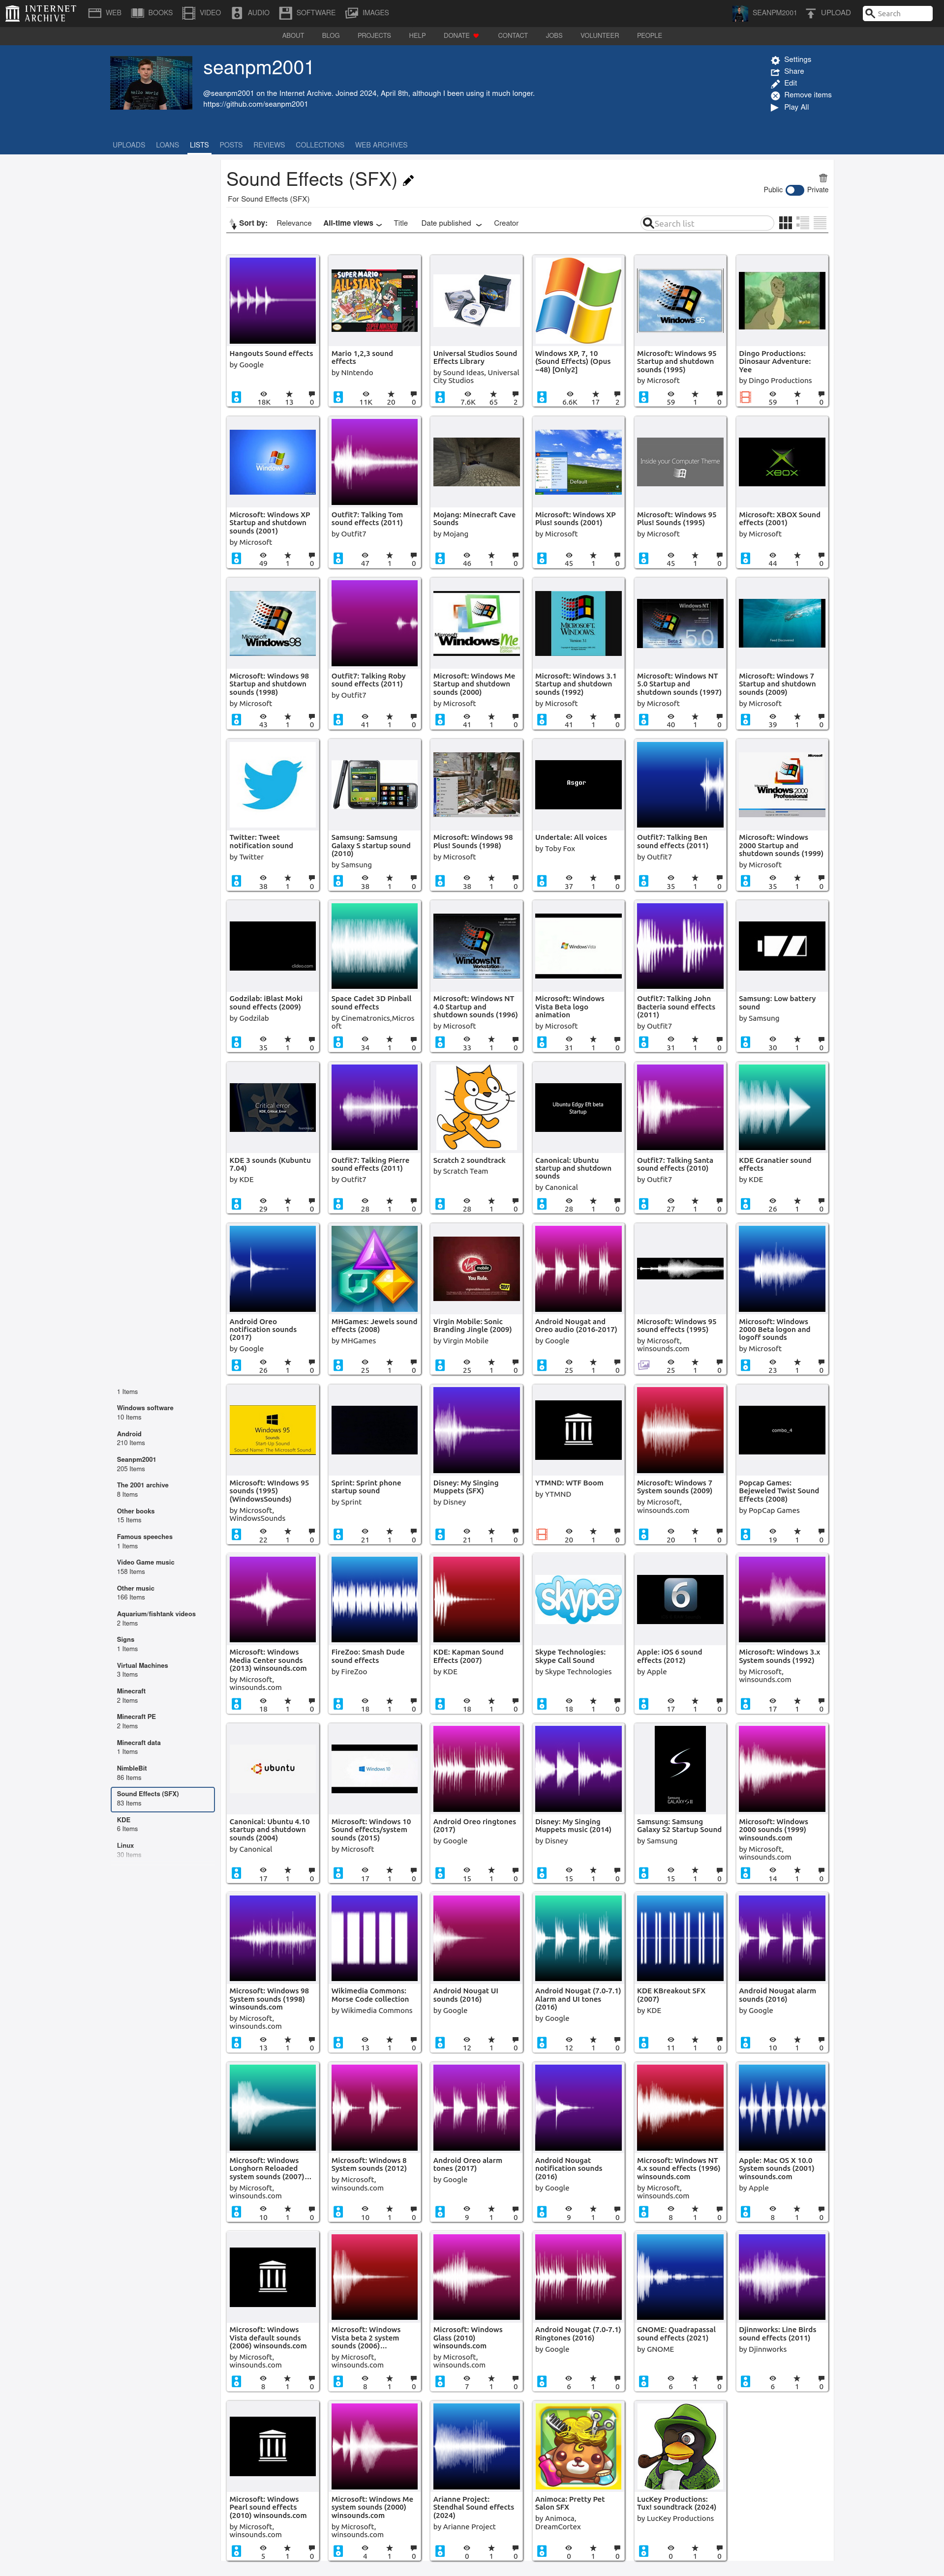 INTERNET ARCHIVE
WEB
BOOKS
VIDEO
AUDIO
SOFTWARE
IMAGES
SEANPM2001
UPLOAD
Search
ABOUT
BLOG
PROJECTS
HELP
DONATE
CONTACT
JOBS
VOLUNTEER
PEOPLE
seanpm2001
@seanpm2001 on the Internet Archive. Joined 2024, April 8th, although I been using it much longer.
https://github.com/seanpm2001
Settings
Share
Edit
Remove items
Play All
UPLOADS
LOANS
LISTS
POSTS
REVIEWS
COLLECTIONS
WEB ARCHIVES
Sound Effects (SFX)
For Sound Effects (SFX)
Public
Private
Sort by:
Relevance
All-time views
Title
Date published
Creator
Search list
Hangouts Sound effects
by Google
18K 13 0
Mario 1,2,3 sound
effects
by Nintendo
11K 20 0
Universal Studios Sound
Effects Library
by Sound Ideas, Universal
City Studios
7.6K 65 2
Windows XP, 7, 10
(Sound Effects) (Opus
~48) [Only2]
6.6K 17 2
Microsoft: Windows 95
Startup and shutdown
sounds (1995)
by Microsoft
59 1 0
Dingo Productions:
Dinosaur Adventure:
Yee
by Dingo Productions
59 1 0
Microsoft: Windows XP
Startup and shutdown
sounds (2001)
by Microsoft
49 1 0
Outfit7: Talking Tom
sound effects (2011)
by Outfit7
47 1 0
Mojang: Minecraft Cave
Sounds
by Mojang
46 1 0
Default
Microsoft: Windows XP
Plus! sounds (2001)
by Microsoft
45 1 0
Inside your Computer Theme
Microsoft: Windows 95
Plus! Sounds (1995)
by Microsoft
45 1 0
XBOX
Microsoft: XBOX Sound
effects (2001)
by Microsoft
44 1 0
Microsoft: Windows 98
Startup and shutdown
sounds (1998)
by Microsoft
43 1 0
Outfit7: Talking Roby
sound effects (2011)
by Outfit7
41 1 0
Microsoft: Windows Me
Startup and shutdown
sounds (2000)
by Microsoft
41 1 0
Microsoft: Windows 3.1
Startup and shutdown
sounds (1992)
by Microsoft
41 1 0
Microsoft: Windows NT
5.0 Startup and
shutdown sounds (1997)
by Microsoft
40 1 0
Microsoft: Windows 7
Startup and shutdown
sounds (2009)
by Microsoft
39 1 0
Twitter: Tweet
notification sound
by Twitter
38 1 0
Samsung: Samsung
Galaxy S startup sound
(2010)
by Samsung
38 1 0
Microsoft: Windows 98
Plus! Sounds (1998)
by Microsoft
38 1 0
Asgor
Undertale: All voices
by Toby Fox
37 1 0
Outfit7: Talking Ben
sound effects (2011)
by Outfit7
35 1 0
Microsoft: Windows
2000 Startup and
shutdown sounds (1999)
by Microsoft
35 1 0
Godzilab: iBlast Moki
sound effects (2009)
by Godzilab
35 1 0
Space Cadet 3D Pinball
sound effects
by Cinematronics,Micros
oft
34 1 0
Microsoft: Windows NT
4.0 Startup and
shutdown sounds (1996)
by Microsoft
33 1 0
Microsoft: Windows
Vista Beta logo
animation
by Microsoft
31 1 0
Outfit7: Talking John
Bacteria sound effects
(2011)
by Outfit7
31 1 0
Samsung: Low battery
sound
by Samsung
30 1 0
Critical error
KDE 3 sounds (Kubuntu
7.04)
by KDE
29 1 0
Outfit7: Talking Pierre
sound effects (2011)
by Outfit7
28 1 0
Scratch 2 soundtrack
by Scratch Team
28 1 0
Ubuntu Edgy Eft beta
Startup
Canonical: Ubuntu
startup and shutdown
sounds
by Canonical
28 1 0
Outfit7: Talking Santa
sound effects (2010)
by Outfit7
27 1 0
KDE Granatier sound
effects
by KDE
26 1 0
Android Oreo
notification sounds
(2017)
by Google
26 1 0
MHGames: Jewels sound
effects (2008)
by MHGames
25 1 0
Virgin Mobile: Sonic
Branding Jingle (2009)
by Virgin Mobile
25 1 0
Android Nougat and
Oreo audio (2016-2017)
by Google
25 1 0
Microsoft: Windows 95
sound effects (1995)
by Microsoft,
winsounds.com
25 1 0
Microsoft: Windows
2000 Beta logon and
logoff sounds
by Microsoft
23 1 0
1 Items
Windows software
10 Items
Android
210 Items
Seanpm2001
205 Items
The 2001 archive
8 Items
Other books
15 Items
Famous speeches
1 Items
Video Game music
158 Items
Other music
166 Items
Aquarium/fishtank videos
2 Items
Signs
1 Items
Virtual Machines
3 Items
Minecraft
2 Items
Minecraft PE
2 Items
Minecraft data
1 Items
NimbleBit
86 Items
Sound Effects (SFX)
83 Items
KDE
6 Items
Linux
30 Items
Windows 95
Sounds
Start Up Sound
Sound Name: The Microsoft Sound
Microsoft: Windows 95
sounds (1995)
(WindowsSounds)
by Microsoft,
WindowsSounds
22 1 0
Sprint: Sprint phone
startup sound
by Sprint
21 1 0
Disney: My Singing
Muppets (SFX)
by Disney
21 1 0
YTMND: WTF Boom
by YTMND
20 1 0
Microsoft: Windows 7
System sounds (2009)
by Microsoft,
winsounds.com
20 1 0
combo_4
Popcap Games:
Bejeweled Twist Sound
Effects (2008)
by PopCap Games
19 1 0
Microsoft: Windows
Media Center sounds
(2013) winsounds.com
by Microsoft,
winsounds.com
18 1 0
FireZoo: Smash Dude
sound effects
by FireZoo
18 1 0
KDE: Kapman Sound
Effects (2007)
by KDE
18 1 0
skype
Skype Technologies:
Skype Call Sound
by Skype Technologies
18 1 0
6
Apple: iOS 6 sound
effects (2012)
by Apple
17 1 0
Microsoft: Windows 3.x
System sounds (1992)
by Microsoft,
winsounds.com
17 1 0
ubuntu
Canonical: Ubuntu 4.10
startup and shutdown
sounds (2004)
by Canonical
17 1 0
Windows 10
Microsoft: Windows 10
Sound effects/system
sounds (2015)
by Microsoft
17 1 0
Android Oreo ringtones
(2017)
by Google
15 1 0
Disney: My Singing
Muppets music (2014)
by Disney
15 1 0
Samsung: Samsung
Galaxy S2 Startup Sound
by Samsung
15 1 0
Microsoft: Windows
2000 sounds (1999)
winsounds.com
by Microsoft,
winsounds.com
14 1 0
Microsoft: Windows 98
System sounds (1998)
winsounds.com
by Microsoft,
winsounds.com
13 1 0
Wikimedia Commons:
Morse Code collection
by Wikimedia Commons
13 1 0
Android Nougat UI
sounds (2016)
by Google
12 1 0
Android Nougat (7.0-7.1)
Alarm and UI tones
(2016)
by Google
12 1 0
KDE KBreakout SFX
(2007)
by KDE
11 1 0
Android Nougat alarm
sounds (2016)
by Google
10 1 0
Microsoft: Windows
Longhorn Reloaded
system sounds (2007)...
by Microsoft,
winsounds.com
10 1 0
Microsoft: Windows 8
System sounds (2012)
by Microsoft,
winsounds.com
10 1 0
Android Oreo alarm
tones (2017)
by Google
9 1 0
Android Nougat
notification sounds
(2016)
by Google
9 1 0
Microsoft: Windows NT
4.x sound effects (1996)
winsounds.com
by Microsoft,
winsounds.com
8 1 0
Apple: Mac OS X 10.0
System sounds (2001)
winsounds.com
by Apple
8 1 0
Microsoft: Windows
Vista default sounds
(2006) winsounds.com
by Microsoft,
winsounds.com
8 1 0
Microsoft: Windows
Vista beta 2 system
sounds (2006)...
by Microsoft,
winsounds.com
8 1 0
Microsoft: Windows
Glass (2010)
winsounds.com
by Microsoft,
winsounds.com
7 1 0
Android Nougat (7.0-7.1)
Ringtones (2016)
by Google
6 1 0
GNOME: Quadrapassal
sound effects (2021)
by GNOME
6 1 0
Djinnworks: Line Birds
sound effects (2011)
by Djinnworks
6 1 0
Microsoft: Windows
Pearl sound effects
(2010) winsounds.com
by Microsoft,
winsounds.com
5 1 0
Microsoft: Windows Me
system sounds (2000)
winsounds.com
by Microsoft,
winsounds.com
4 1 0
Arianne Project:
Stendhal Sound effects
(2024)
by Arianne Project
0 1 0
Animoca: Pretty Pet
Salon SFX
by Animoca,
DreamCortex
0 1 0
LucKey Productions:
Tux! soundtrack (2024)
by LucKey Productions
0 1 0